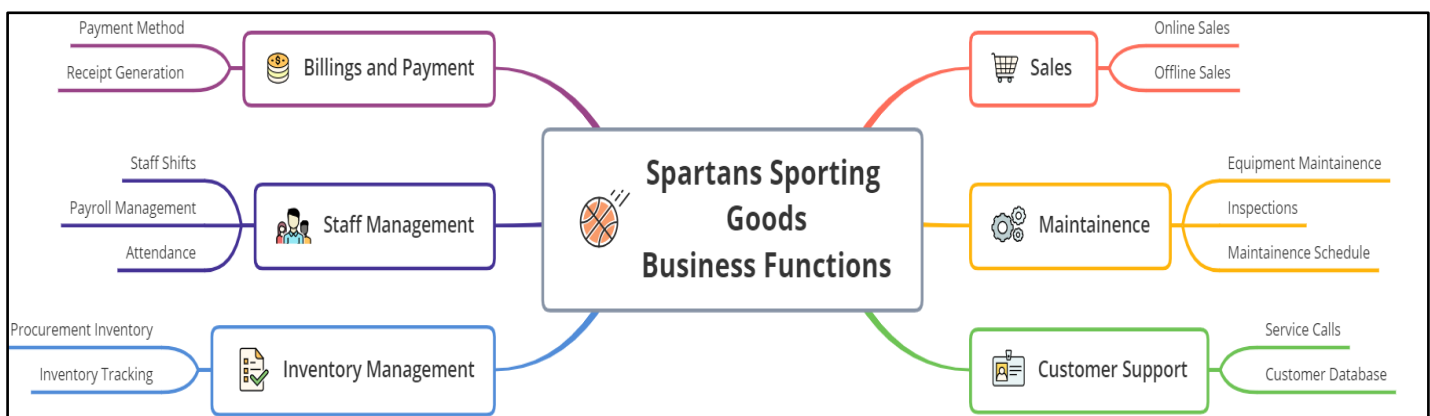 Payment Method
Receipt Generation
Billings and Payment
Staff Shifts
Payroll Management
Attendance
Staff Management
Procurement Inventory
Inventory Tracking
Inventory Management
Spartans Sporting
Goods
Business Functions
Sales
Online Sales
Offline Sales
Maintainence
Equipment Maintainence
Inspections
Maintainence Schedule
Customer Support
Service Calls
Customer Database